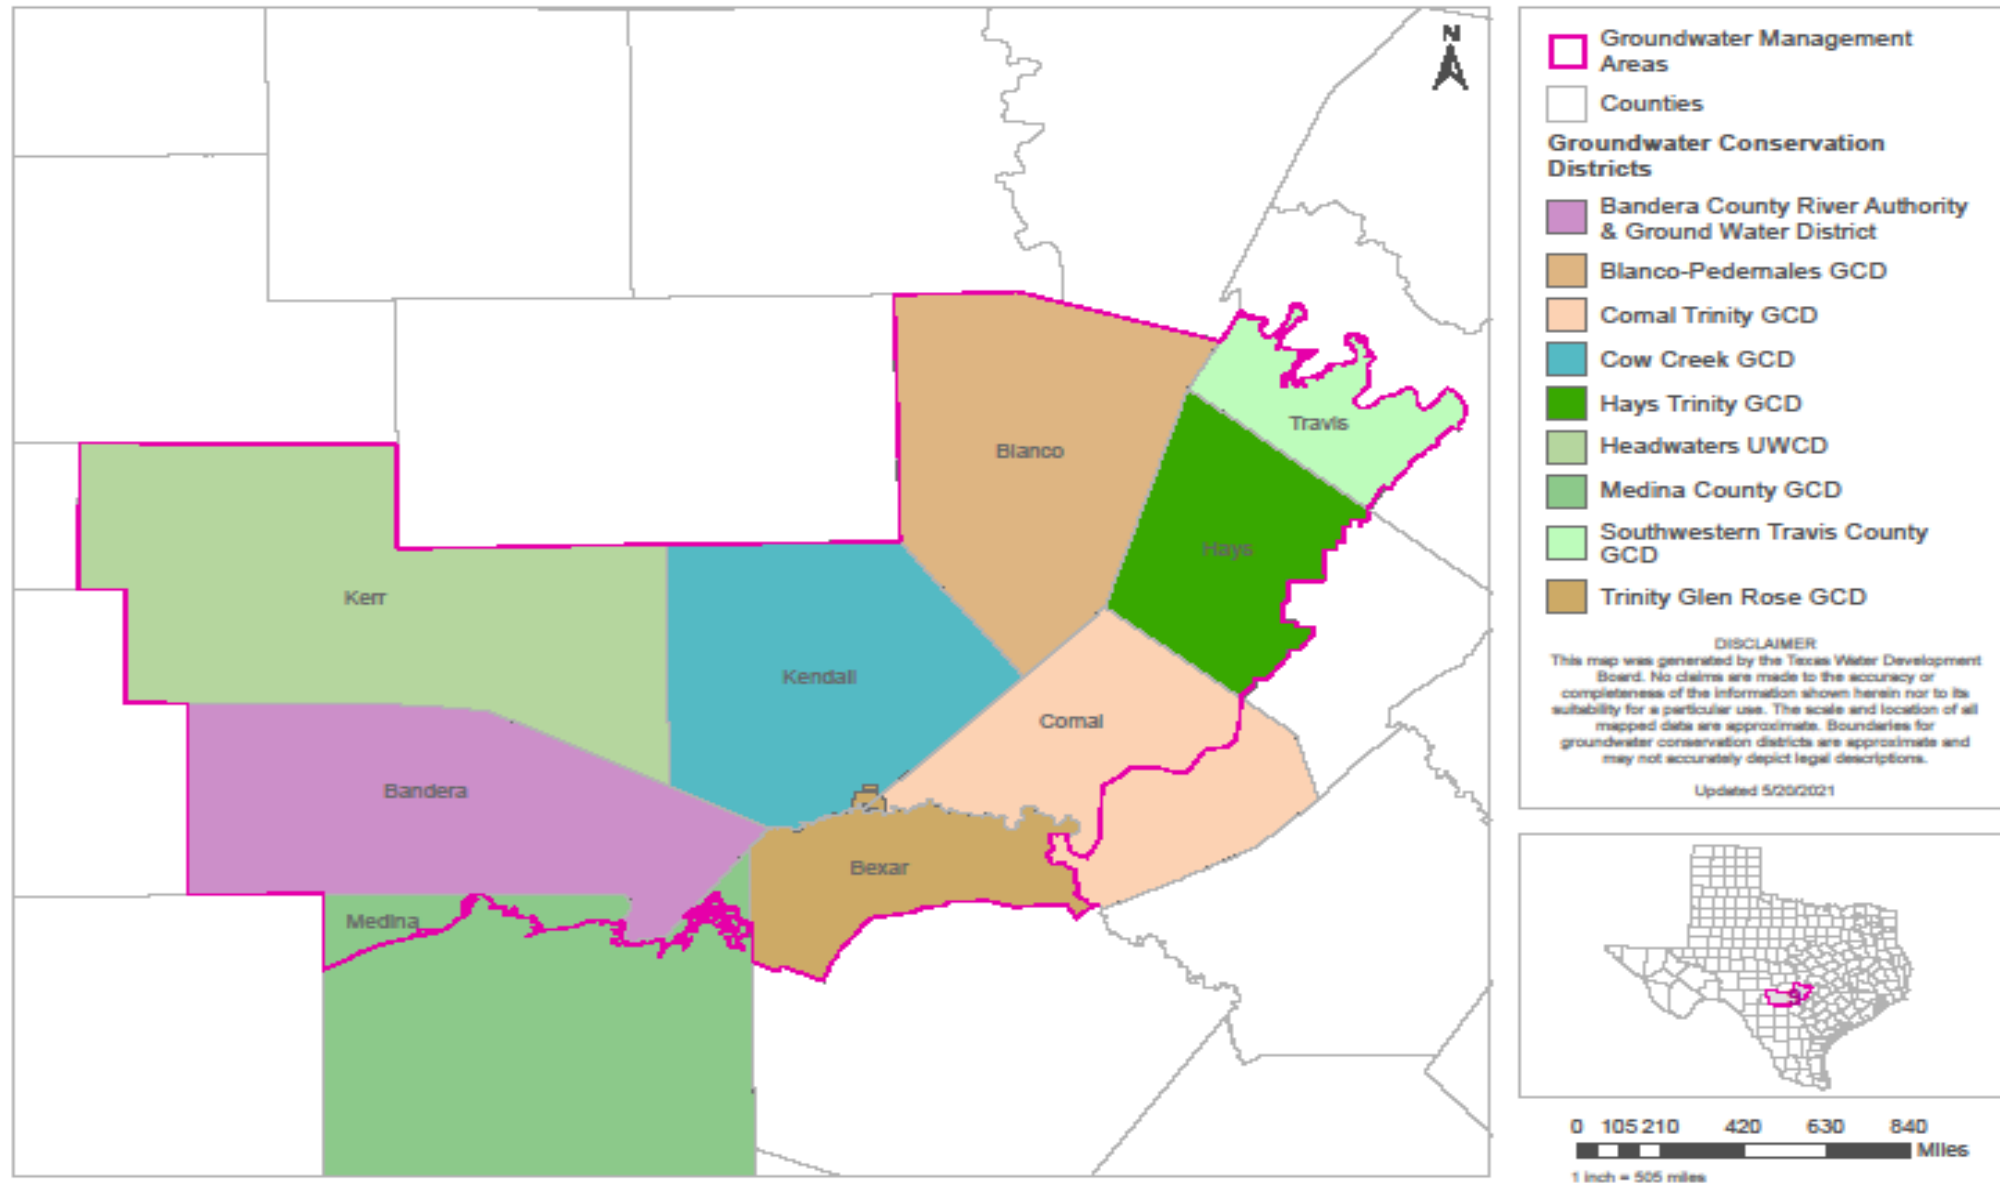 N
Blanco
Travis
Hays
Kerr
Kendall
Comal
Bandera
Bexar
Medina
Groundwater Management
Areas
Counties
Groundwater Conservation
Districts
Bandera County River Authority
& Ground Water District
Blanco-Pedernales GCD
Comal Trinity GCD
Cow Creek GCD
Hays Trinity GCD
Headwaters UWCD
Medina County GCD
Southwestern Travis County
GCD
Trinity Glen Rose GCD
DISCLAIMER
This map was generated by the Texas Water Development
Board. No claims are made to the accuracy or
completeness of the information shown herein nor to its
suitability for a particular use. The scale and location of all
mapped data are approximate. Boundaries for
groundwater conservation districts are approximate and
may not accurately depict legal descriptions.
Updated 5/20/2021
0 105 210 420 630 840
Miles
1 inch = 505 miles